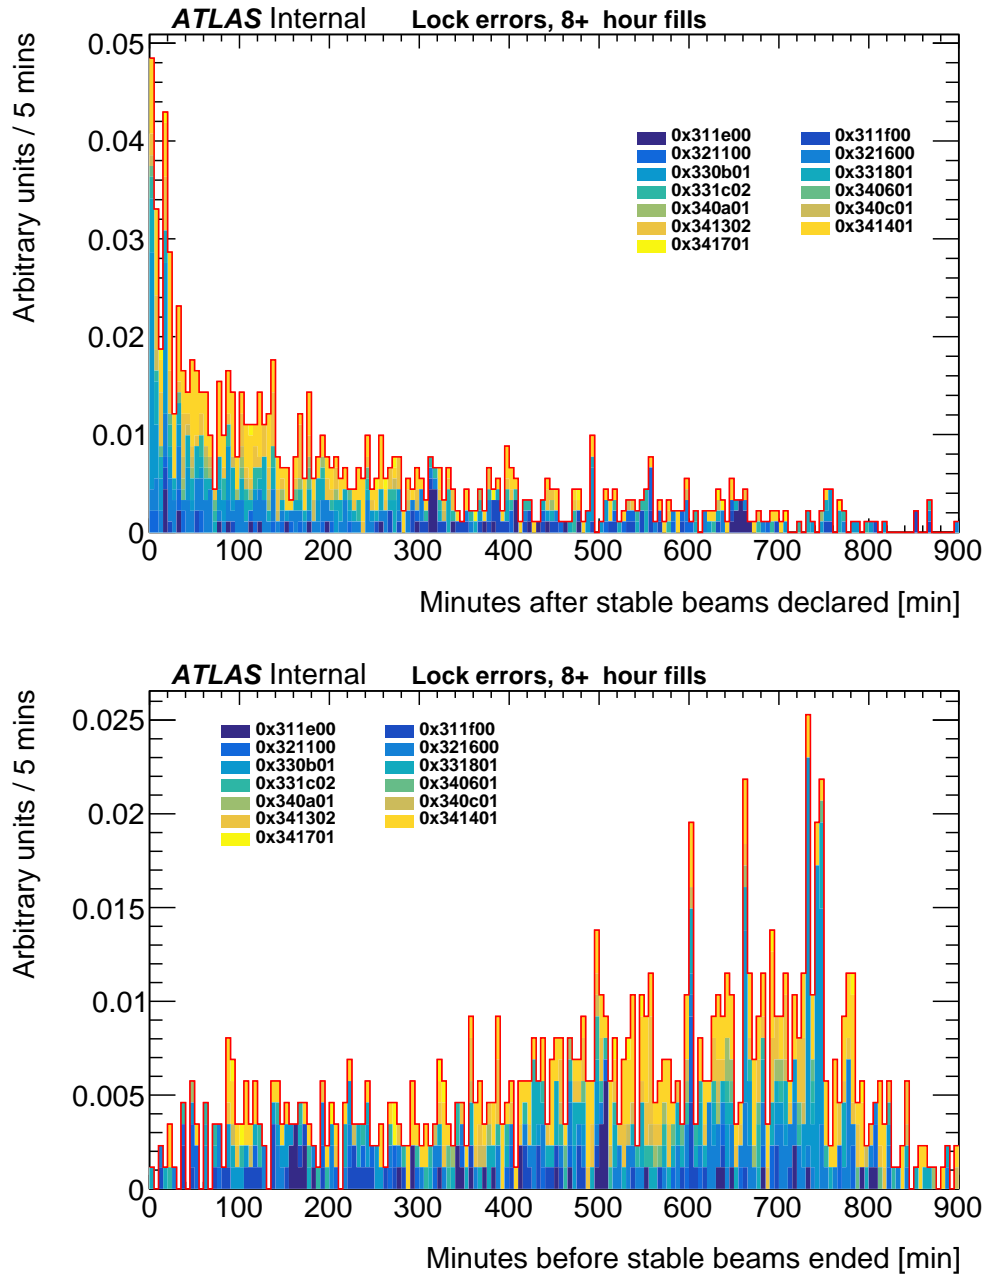 ATLAS Internal Lock errors, 8+ hour fills
Arbitrary units / 5 mins
0.05
0.04
0.03
0.02
0.01
0
0x311e00 0x311f00
0x321100 0x321600
0x330b01 0x331801
0x331c02 0x340601
0x340a01 0x340c01
0x341302 0x341401
0x341701
0 100 200 300 400 500 600 700 800 900
Minutes after stable beams declared [min]
ATLAS Internal Lock errors, 8+ hour fills
Arbitrary units / 5 mins
0.025
0.02
0.015
0.01
0.005
0
0x311e00 0x311f00
0x321100 0x321600
0x330b01 0x331801
0x331c02 0x340601
0x340a01 0x340c01
0x341302 0x341401
0x341701
0 100 200 300 400 500 600 700 800 900
Minutes before stable beams ended [min]